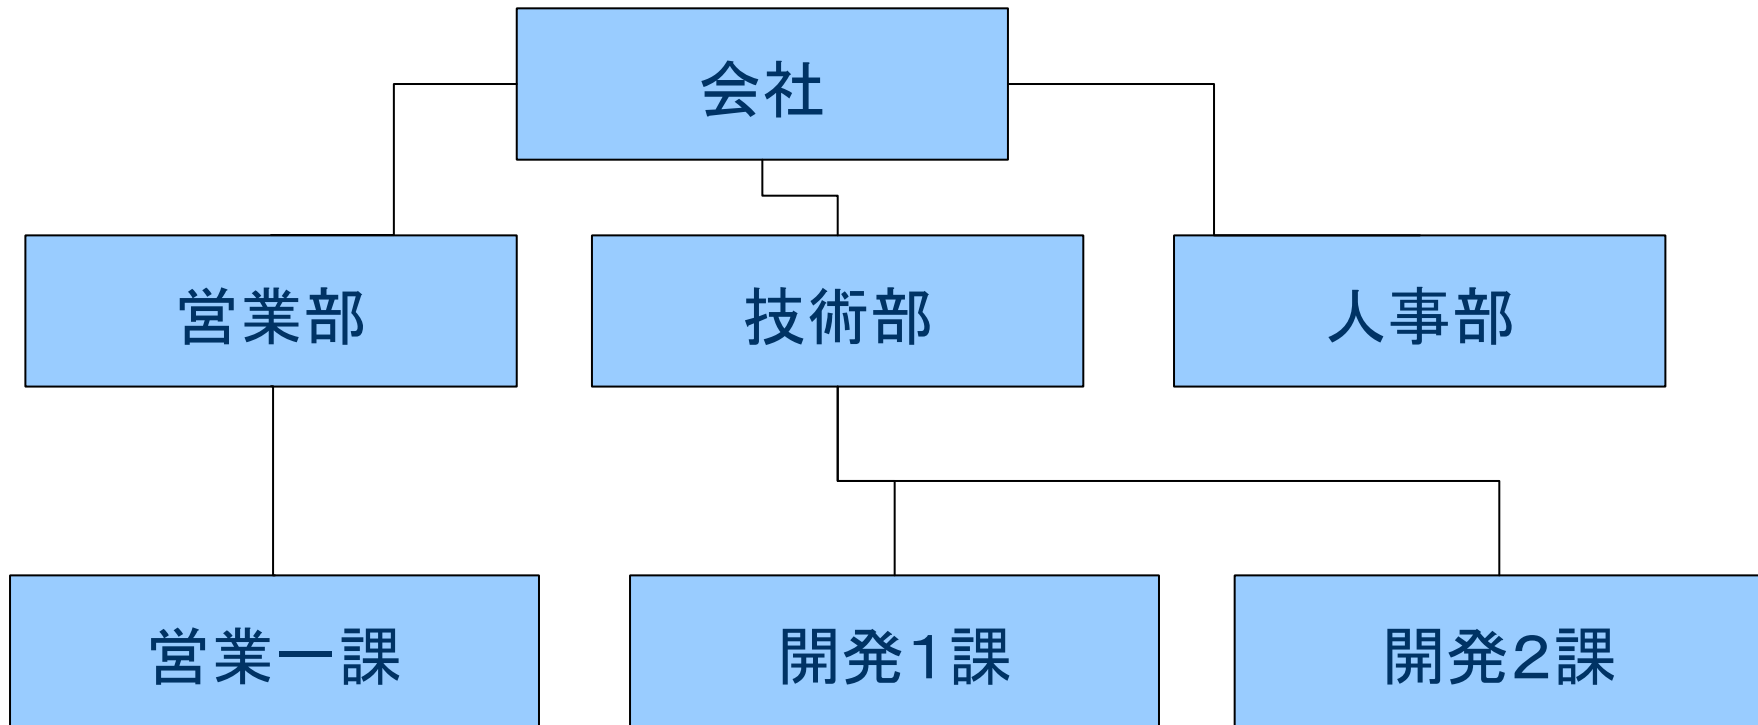 会社
営業部
技術部
人事部
営業一課
開発１課
開発２課